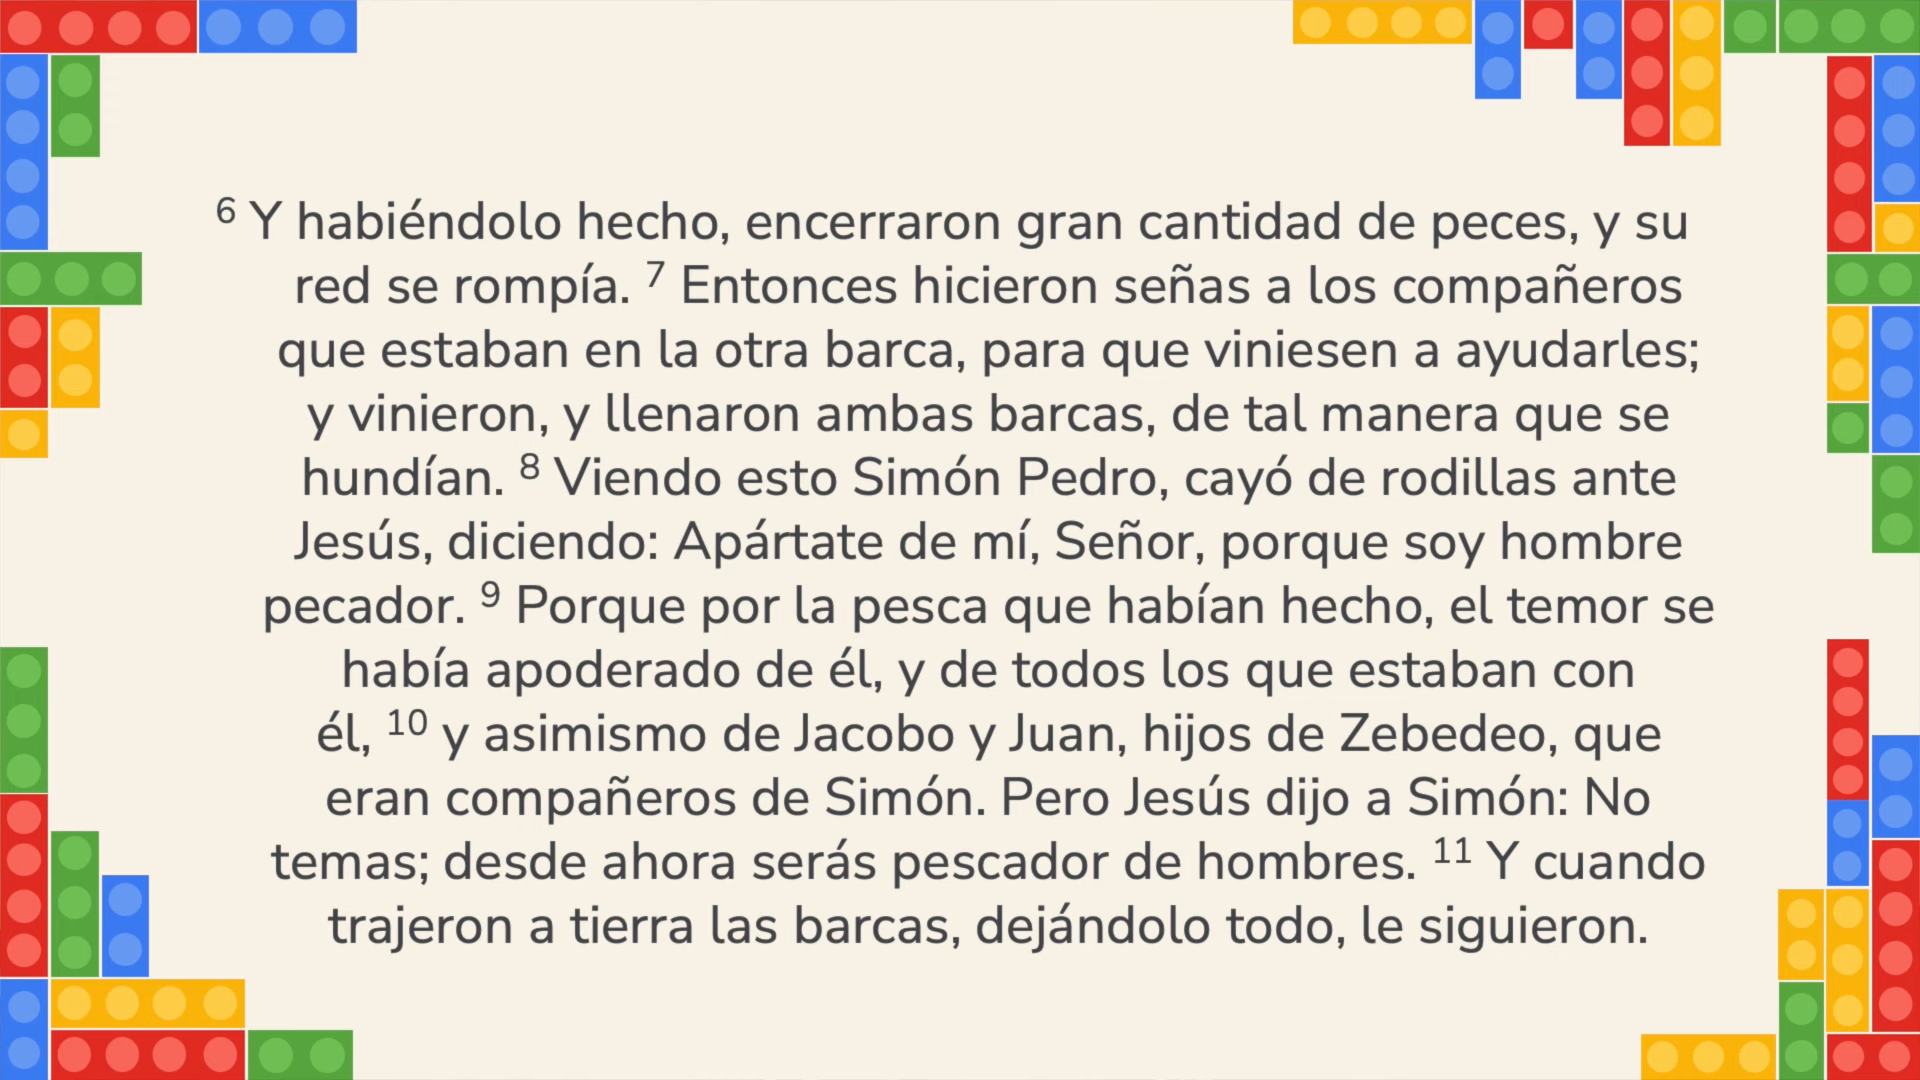 6 Y habiéndolo hecho, encerraron gran cantidad de peces, y su
red se rompía. 7 Entonces hicieron señas a los compañeros
que estaban en la otra barca, para que viniesen a ayudarles;
y vinieron, y llenaron ambas barcas, de tal manera que se
hundían. 8 Viendo esto Simón Pedro, cayó de rodillas ante
Jesús, diciendo: Apártate de mí, Señor, porque soy hombre
pecador. 9 Porque por la pesca que habían hecho, el temor se
había apoderado de él, y de todos los que estaban con
él, 10 y asimismo de Jacobo y Juan, hijos de Zebedeo, que
eran compañeros de Simón. Pero Jesús dijo a Simón: No
temas; desde ahora serás pescador de hombres. 11 Y cuando
trajeron a tierra las barcas, dejándolo todo, le siguieron.